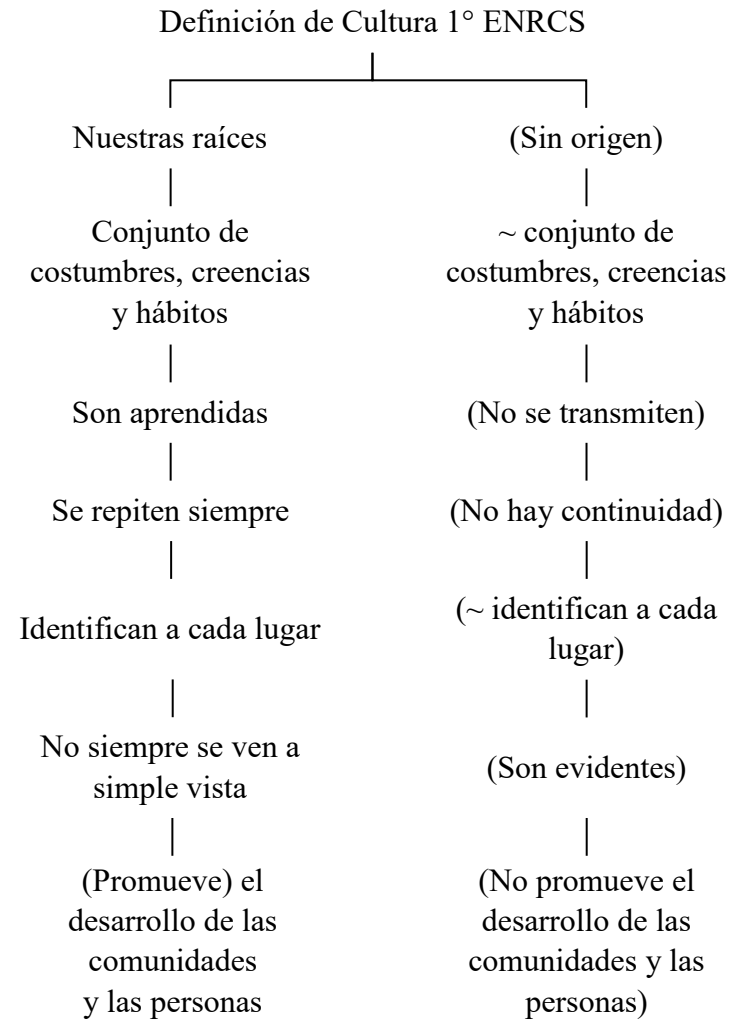 Definición de Cultura 1° ENRCS
Nuestras raíces
(Sin origen)
Conjunto de
costumbres, creencias
y hábitos
~ conjunto de
costumbres, creencias
y hábitos
Son aprendidas
(No se transmiten)
Se repiten siempre
(No hay continuidad)
Identifican a cada lugar
(~ identifican a cada
lugar)
No siempre se ven a
simple vista
(Son evidentes)
(Promueve) el
desarrollo de las
comunidades
y las personas
(No promueve el
desarrollo de las
comunidades y las
personas)